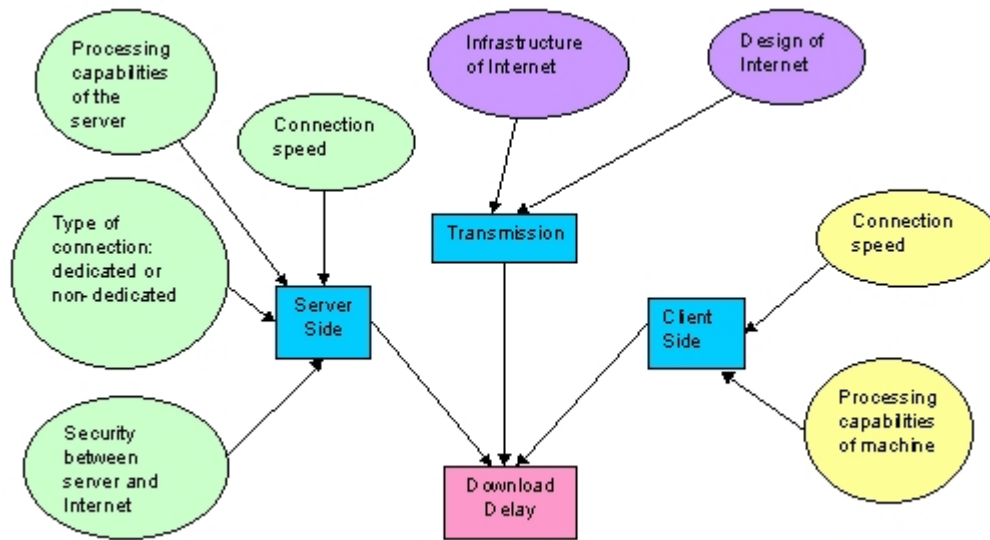 Processing
capabilities
of the
server
Connection
speed
Infrastructure
of Internet
Design of
Internet
Type of
connection:
dedicated or
non-dedicated
Transmission
Connection
speed
Server
Side
Client
Side
Security
between
server and
Internet
Processing
capabilities
of machine
Download
Delay